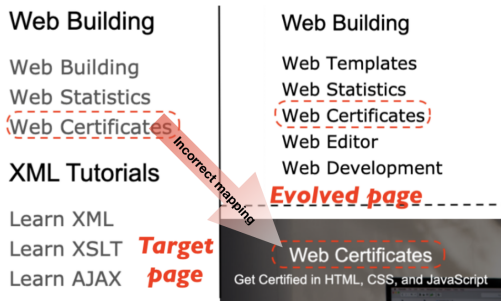 Web Building
Web Building
Web Statistics
Web Certificates
XML Tutorials
Learn XML
Learn XSLT
Learn AJAX
Target
page
Incorrect mapping
Web Building
Web Templates
Web Statistics
Web Certificates
Web Editor
Web Development
Evolved page
Web Certificates
Get Certified in HTML, CSS, and JavaScript